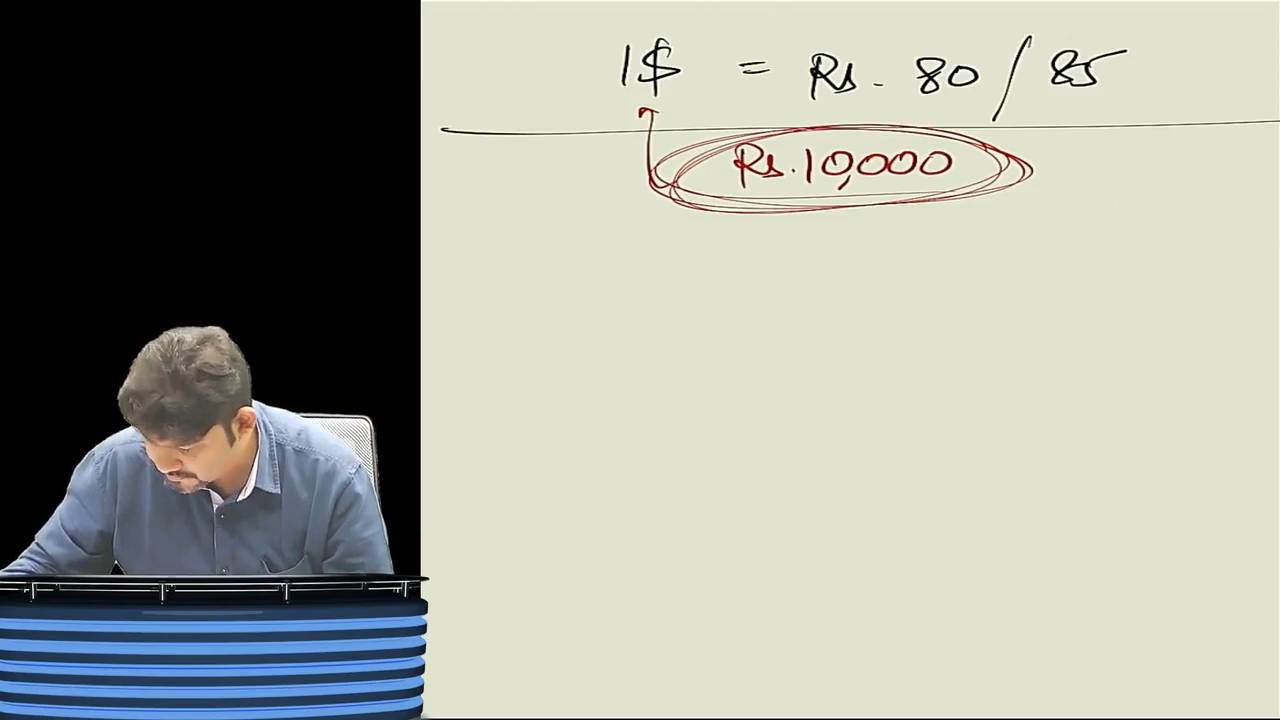 1$ = Rs. 80 / 85
Rs. 10,000